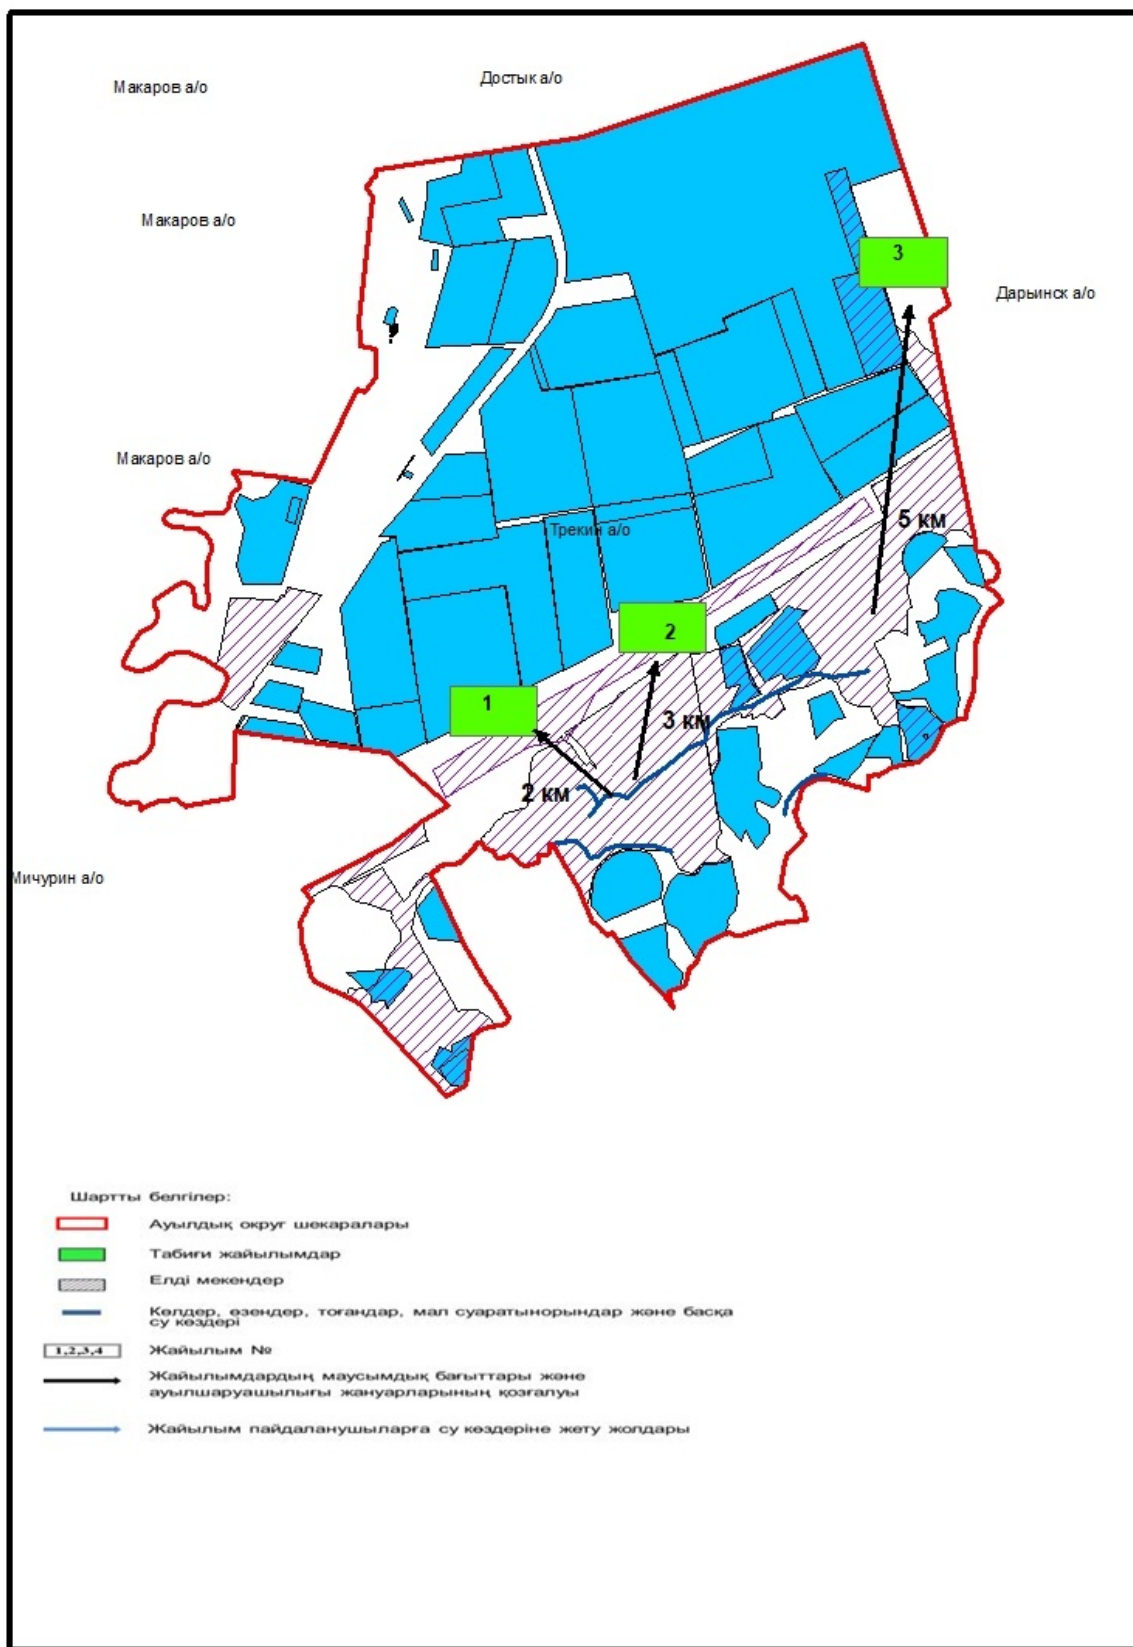 Достык а/о
Макаров а/о
Макаров а/о
3
Дарьинск а/о
Макаров а/о
5 км
Трекин а/о
2
1
3 км
2 км
Мичурин а/о
Шартты белгілер:
Ауылдық округ шекаралары
Табиғи жайылымдар
Елді мекендер
Көлдер, өзендер, тоғандар, мал суаратынорындар және басқа
су көздері
1,2,3,4 Жайылым №
Жайылымдардың маусымдық бағыттары және
ауылшаруашылығы жануарларының қозғалуы
Жайылым пайдаланушыларға су көздеріне жету жолдары